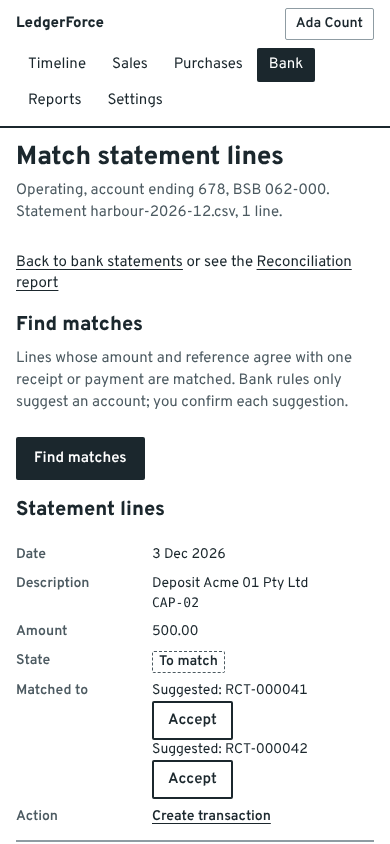 LedgerForce
Ada Count
Timeline Sales Purchases Bank
Reports Settings
Match statement lines
Operating, account ending 678, BSB 062-000.
Statement harbour-2026-12.csv, 1 line.
Back to bank statements or see the Reconciliation
report
Find matches
Lines whose amount and reference agree with one
receipt or payment are matched. Bank rules only
suggest an account; you confirm each suggestion.
Find matches
Statement lines
Date 3 Dec 2026
Description Deposit Acme 01 Pty Ltd
CAP-02
Amount 500.00
State To match
Matched to Suggested: RCT-000041
Accept
Suggested: RCT-000042
Accept
Action Create transaction